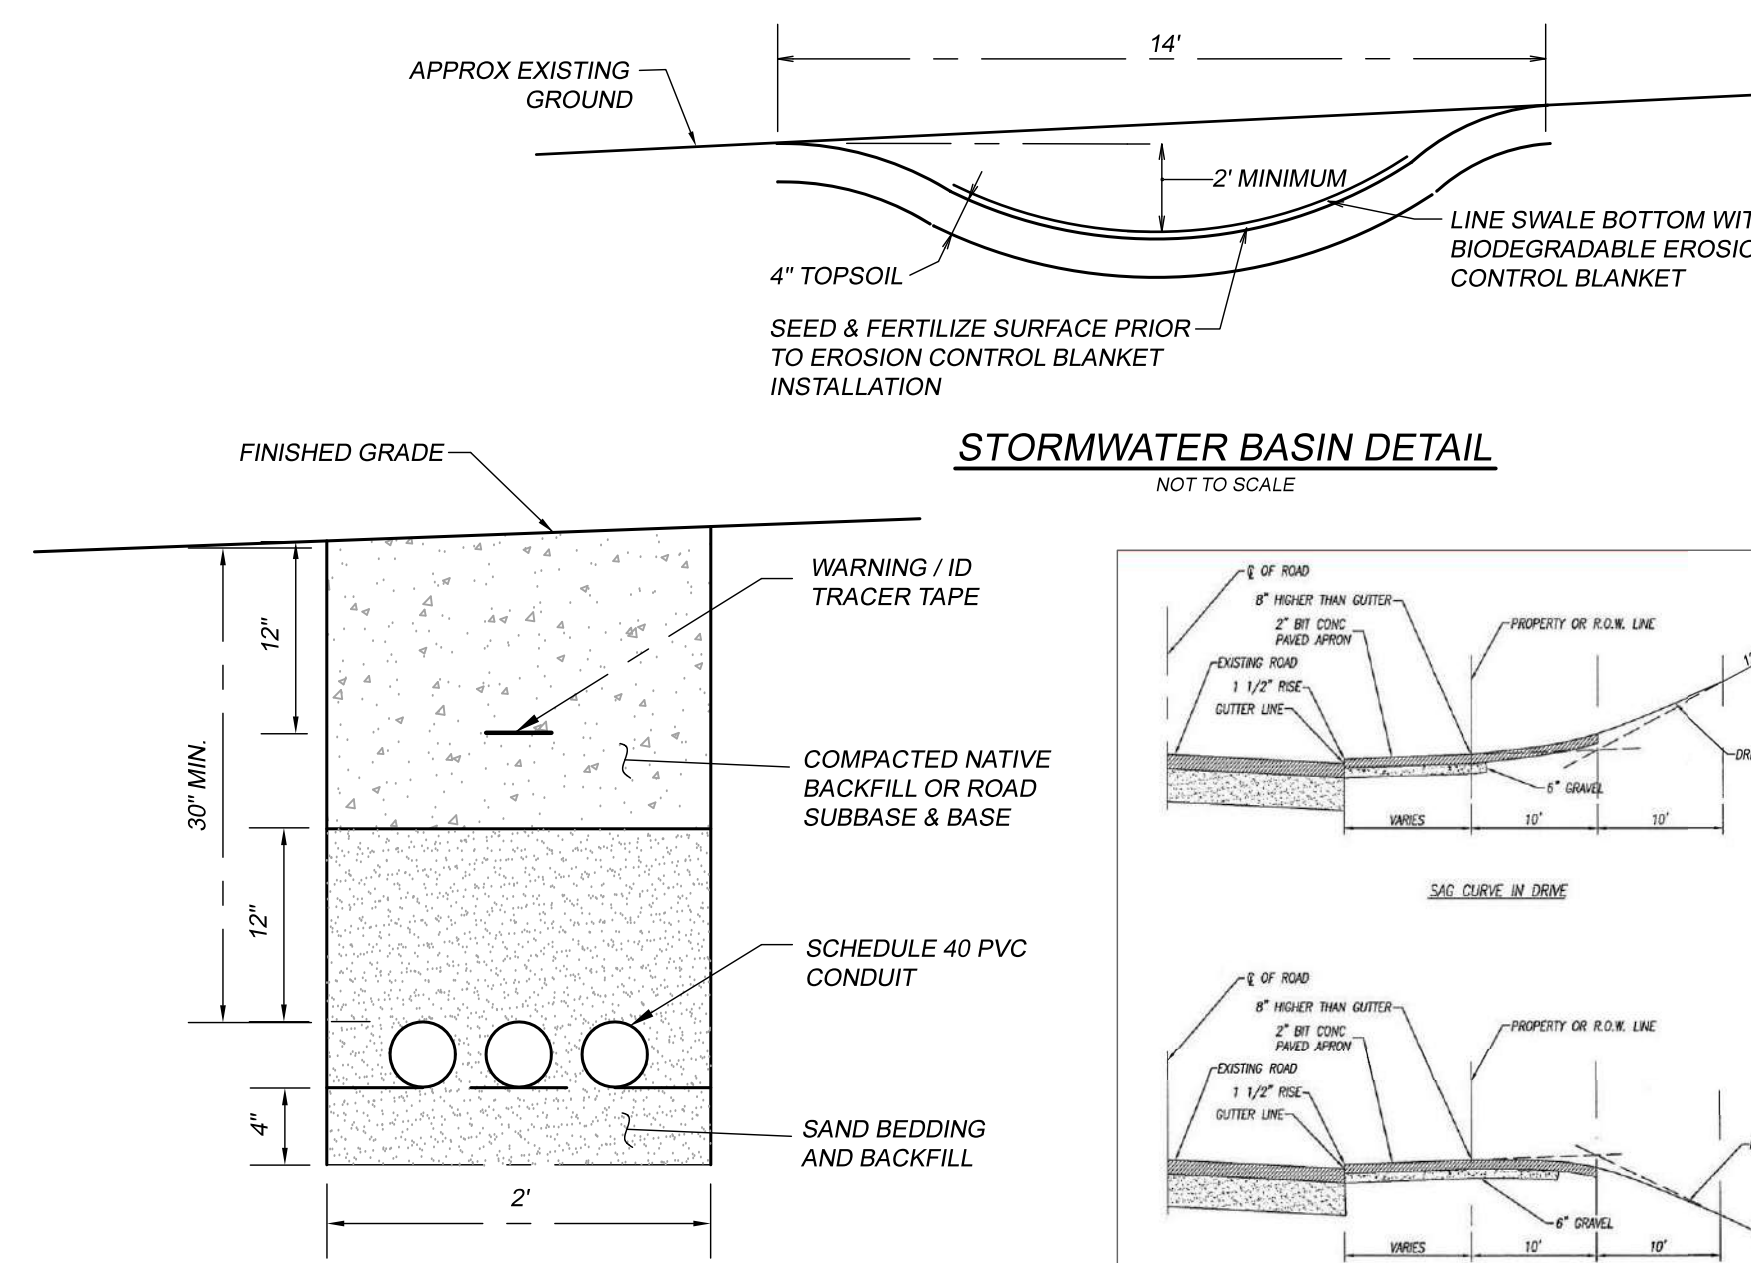 14'
APPROX EXISTING
GROUND
2' MINIMUM
LINE SWALE BOTTOM
BIODEGRADABLE
CONTROL BLANKET
4" TOPSOIL
SEED & FERTILIZE SURFACE PRIOR
TO EROSION CONTROL BLANKET
INSTALLATION
STORMWATER BASIN DETAIL
NOT TO SCALE
FINISHED GRADE
WARNING / ID
TRACER TAPE
12"
30" MIN.
COMPACTED NATIVE
BACKFILL OR ROAD
SUBBASE & BASE
12"
SCHEDULE 40 PVC
CONDUIT
4"
SAND BEDDING
AND BACKFILL
2'
℄ OF ROAD
8" HIGHER THAN GUTTER
2" BIT CONC
PAVED APRON
PROPERTY OR R.O.W. LINE
EXISTING ROAD
1 1/2" RISE
GUTTER LINE
6" GRAVEL
VARIES
10'
10'
SAG CURVE IN DRIVE
℄ OF ROAD
8" HIGHER THAN GUTTER
2" BIT CONC
PAVED APRON
PROPERTY OR R.O.W. LINE
EXISTING ROAD
1 1/2" RISE
GUTTER LINE
6" GRAVEL
VARIES
10'
10'